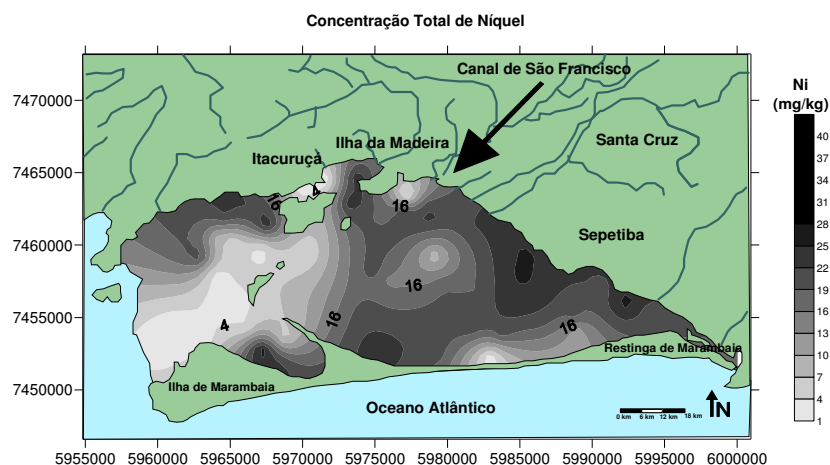 Concentração Total de Níquel
Canal de São Francisco
Ni
(mg/kg)
7470000
7465000
7460000
7455000
7450000
Ilha da Madeira
Santa Cruz
Itacuruçá
Sepetiba
4
16
16
16
4
16
16
Restinga de Marambaia
Ilha de Marambaia
Oceano Atlântico
N
0 km 6 km 12 km 18 km
40
37
34
31
28
25
22
19
16
13
10
7
4
1
5955000 5960000 5965000 5970000 5975000 5980000 5985000 5990000 5995000 6000000